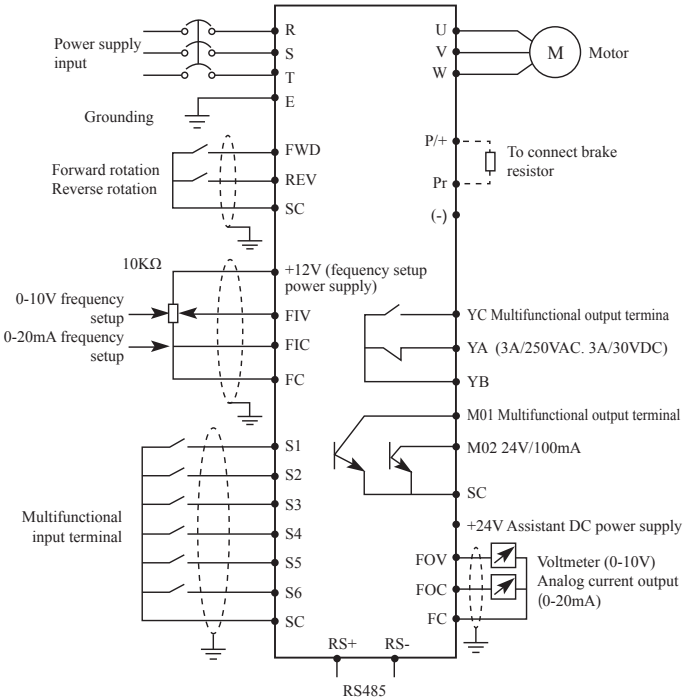 Power supply
input
R
S
T
E
Grounding
Forward rotation
Reverse rotation
FWD
REV
SC
10KΩ
+12V (fequency setup
power supply)
0-10V frequency
setup
FIV
0-20mA frequency
setup
FIC
FC
Multifunctional
input terminal
S1
S2
S3
S4
S5
S6
SC
U
V
W
M
Motor
P/+
Pr
(-)
To connect brake
resistor
YC Multifunctional output termina
YA (3A/250VAC. 3A/30VDC)
YB
M01 Multifunctional output terminal
M02 24V/100mA
SC
+24V Assistant DC power supply
FOV
FOC
FC
Voltmeter (0-10V)
Analog current output
(0-20mA)
RS+ RS-
RS485